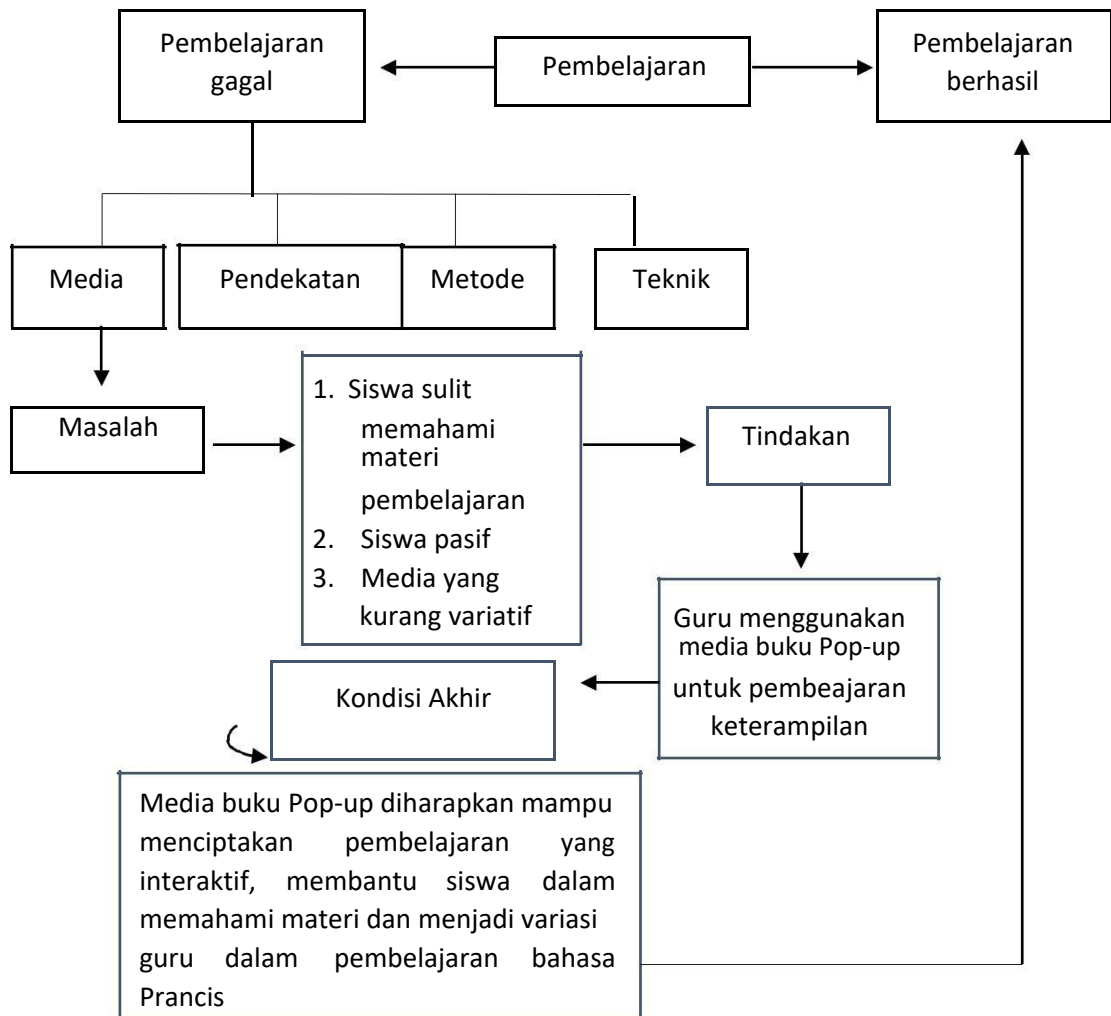 Pembelajaran
gagal
Pembelajaran
Pembelajaran
berhasil
Media
Pendekatan
Metode
Teknik
Masalah
1. Siswa sulit
memahami
materi
pembelajaran
2. Siswa pasif
3. Media yang
kurang variatif
Tindakan
Guru menggunakan
media buku Pop-up
untuk pembeajaran
keterampilan
Kondisi Akhir
Media buku Pop-up diharapkan mampu
menciptakan pembelajaran yang
interaktif, membantu siswa dalam
memahami materi dan menjadi variasi
guru dalam pembelajaran bahasa
Prancis